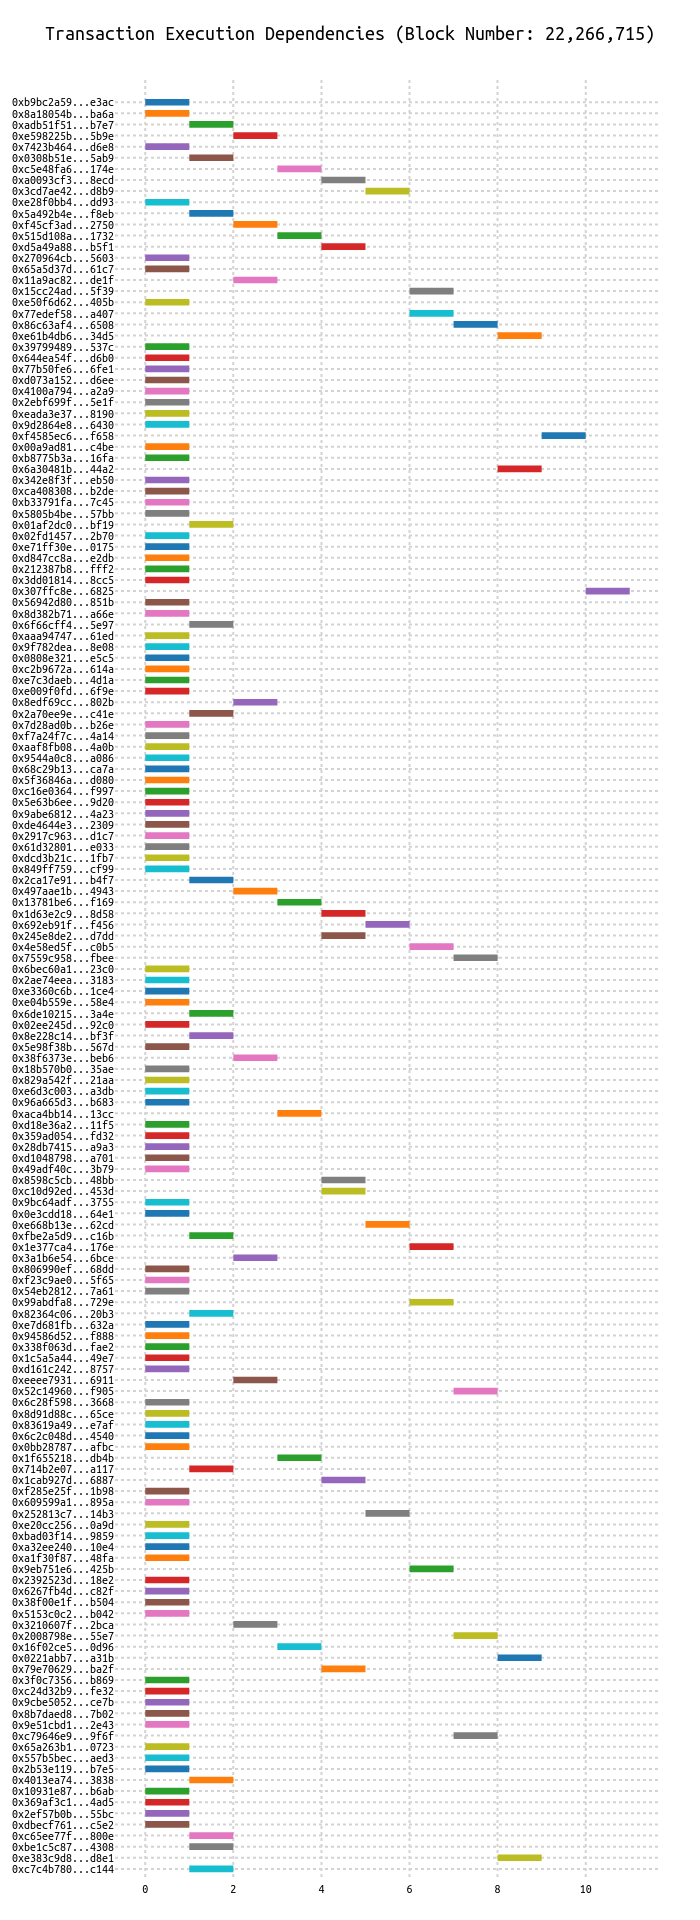 Transaction Execution Dependencies (Block Number: 22,266,715)
0xb9bc2a59...e3ac
0x8a18054b...ba6a
0xadb51f51...b7e7
0xe598225b...5b9e
0x7423b464...d6e8
0x0308b51e...5ab9
0xc5e48fa6...174e
0xa0093cf3...8ecd
0x3cd7ae42...d8b9
0xe28f0bb4...dd93
0x5a492b4e...f8eb
0xf45cf3ad...2750
0x515d108a...1732
0xd5a49a88...b5f1
0x270964cb...5603
0x65a5d37d...61c7
0x11a9ac82...de1f
0x15cc24ad...5f39
0xe50f6d62...405b
0x77edef58...a407
0x86c63af4...6508
0xe61b4db6...34d5
0x39799489...537c
0x644ea54f...d6b0
0x77b50fe6...6fe1
0xd073a152...d6ee
0x4100a794...a2a9
0x2ebf699f...5e1f
0xeada3e37...8190
0x9d2864e8...6430
0xf4585ec6...f658
0x00a9ad81...c4be
0xb8775b3a...16fa
0x6a30481b...44a2
0x342e8f3f...eb50
0xca408308...b2de
0xb33791fa...7c45
0x5805b4be...57bb
0x01af2dc0...bf19
0x02fd1457...2b70
0xe71ff30e...0175
0xd847cc8a...e2db
0x212387b8...fff2
0x3dd01814...8cc5
0x307ffc8e...6825
0x56942d80...851b
0x8d382b71...a66e
0x6f66cff4...5e97
0xaaa94747...61ed
0x9f782dea...8e08
0x0808e321...e5c5
0xc2b9672a...614a
0xe7c3daeb...4d1a
0xe009f0fd...6f9e
0x8edf69cc...802b
0x2a70ee9e...c41e
0x7d28ad0b...b26e
0xf7a24f7c...4a14
0xaaf8fb08...4a0b
0x9544a0c8...a086
0x68c29b13...ca7a
0x5f36846a...d080
0xc16e0364...f997
0x5e63b6ee...9d20
0x9abe6812...4a23
0xde4644e3...2309
0x2917c963...d1c7
0x61d32801...e033
0xdcd3b21c...1fb7
0x849ff759...cf99
0x2ca17e91...b4f7
0x497aae1b...4943
0x13781be6...f169
0x1d63e2c9...8d58
0x692eb91f...f456
0x245e8de2...d7dd
0x4e58ed5f...c0b5
0x7559c958...fbee
0x6bec60a1...23c0
0x2ae74eea...3183
0xe3360c6b...1ce4
0xe04b559e...58e4
0x6de10215...3a4e
0x02ee245d...92c0
0x8e228c14...bf3f
0x5e98f38b...567d
0x38f6373e...beb6
0x18b570b0...35ae
0x829a542f...21aa
0xe6d3c003...a3db
0x96a665d3...b683
0xaca4bb14...13cc
0xd18e36a2...11f5
0x359ad054...fd32
0x28db7415...a9a3
0xd1048798...a701
0x49adf40c...3b79
0x8598c5cb...48bb
0xc10d92ed...453d
0x9bc64adf...3755
0x0e3cdd18...64e1
0xe668b13e...62cd
0xfbe2a5d9...c16b
0x1e377ca4...176e
0x3a1b6e54...6bce
0x806990ef...68dd
0xf23c9ae0...5f65
0x54eb2812...7a61
0x99abdfa8...729e
0x82364c06...20b3
0xe7d681fb...632a
0x94586d52...f888
0x338f063d...fae2
0x1c5a5a44...49e7
0xd161c242...8757
0xeeee7931...6911
0x52c14960...f905
0x6c28f598...3668
0x8d91d88c...65ce
0x83619a49...e7af
0x6c2c048d...4540
0x0bb28787...afbc
0x1f655218...db4b
0x714b2e07...a117
0x1cab927d...6887
0xf285e25f...1b98
0x609599a1...895a
0x252813c7...14b3
0xe20cc256...0a9d
0xbad03f14...9859
0xa32ee240...10e4
0xa1f30f87...48fa
0x9eb751e6...425b
0x2392523d...18e2
0x6267fb4d...c82f
0x38f00e1f...b504
0x5153c0c2...b042
0x3210607f...2bca
0x2008798e...55e7
0x16f02ce5...0d96
0x0221abb7...a31b
0x79e70629...ba2f
0x3f0c7356...b869
0xc24d32b9...fe32
0x9cbe5052...ce7b
0x8b7daed8...7b02
0x9e51cbd1...2e43
0xc79646e9...9f6f
0x65a263b1...0723
0x557b5bec...aed3
0x2b53e119...b7e5
0x4013ea74...3838
0x10931e87...b6ab
0x369af3c1...4ad5
0x2ef57b0b...55bc
0xdbecf761...c5e2
0xc65ee77f...800e
0xbe1c5c87...4308
0xe383c9d8...d8e1
0xc7c4b780...c144
0 2 4 6 8 10